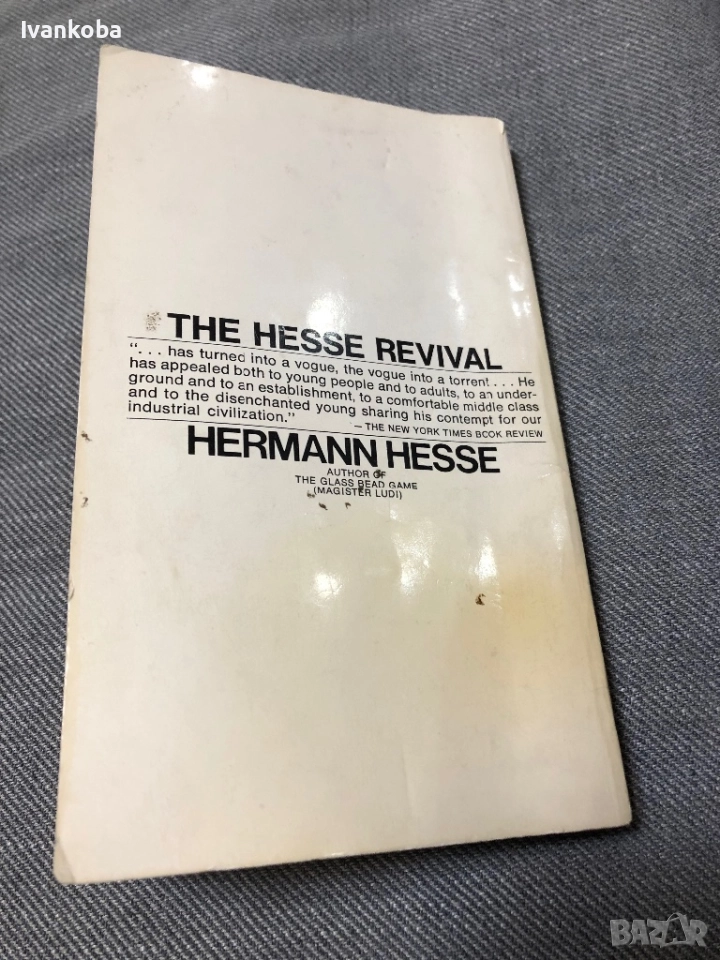 Ivankoba
THE HESSE REVIVAL
". . . has turned into a vogue, the vogue into a torrent . . . He
has appealed both to young people and to adults, to an under-
ground and to an establishment, to a comfortable middle class
and to the disenchanted young sharing his contempt for our
industrial civilization."
— THE NEW YORK TIMES BOOK REVIEW
HERMANN HESSE
AUTHOR OF
THE GLASS BEAD GAME
(MAGISTER LUDI)
BAZAR